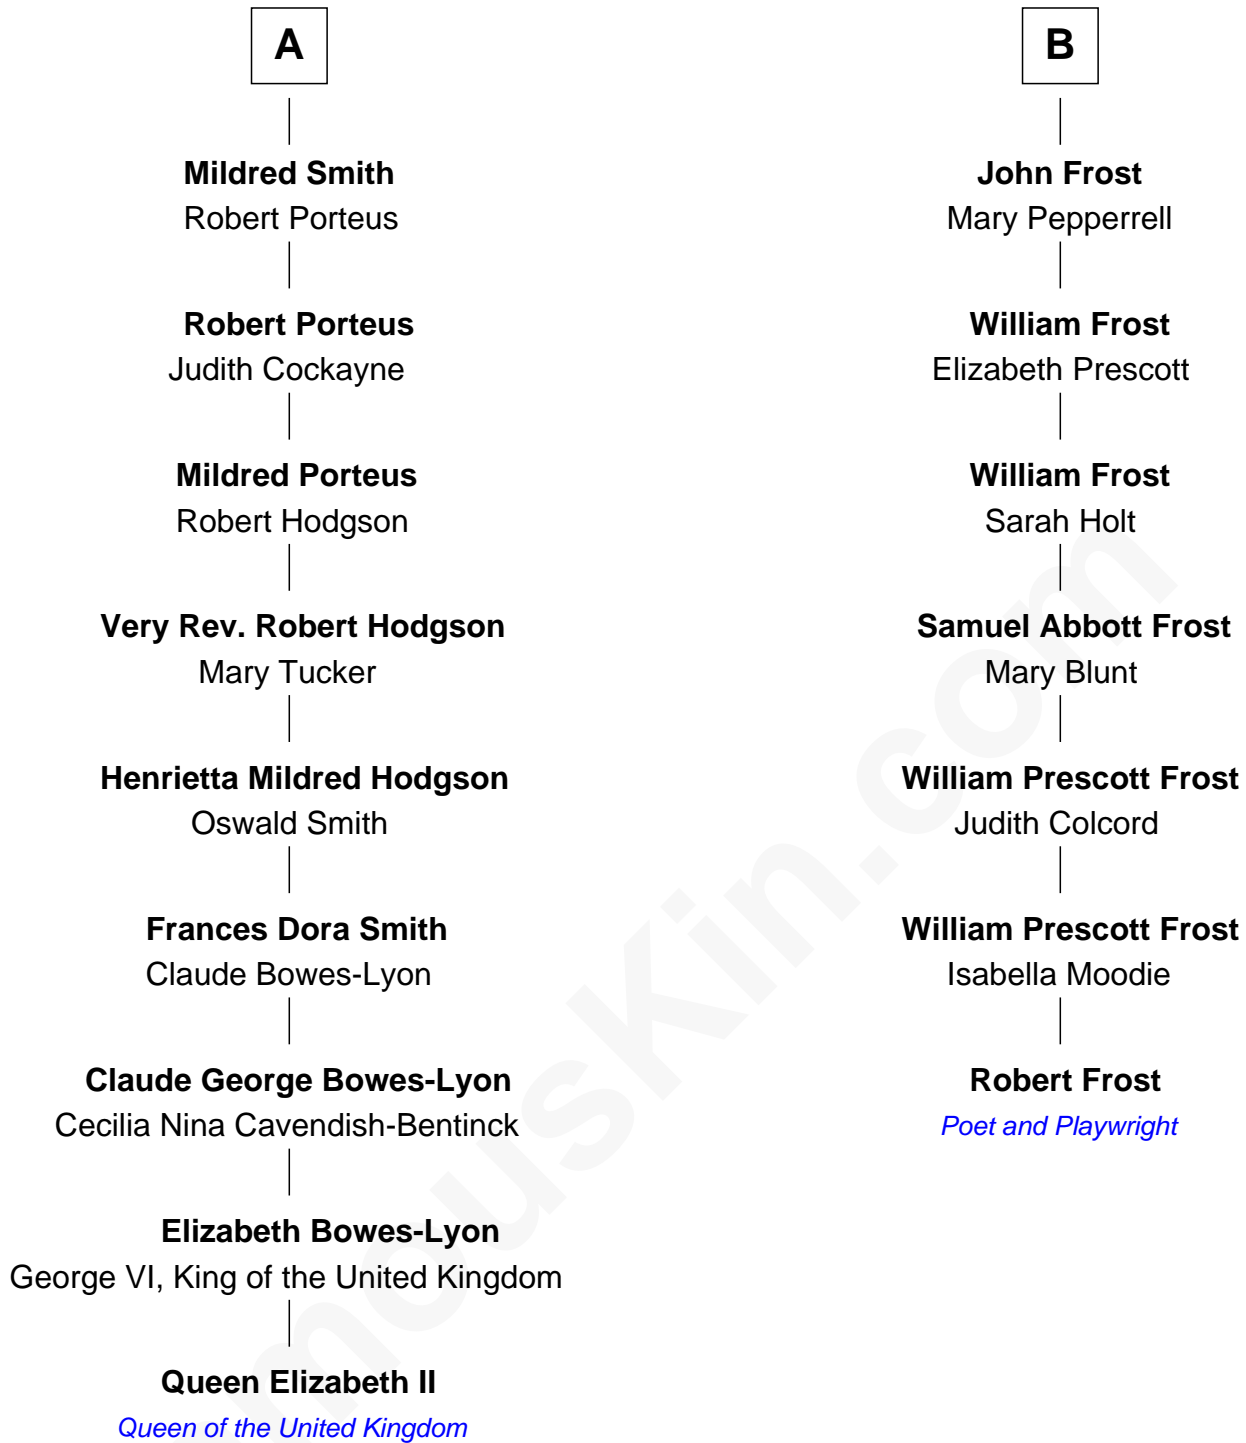 A
Mildred Smith
Robert Porteus
Robert Porteus
Judith Cockayne
Mildred Porteus
Robert Hodgson
Very Rev. Robert Hodgson
Mary Tucker
Henrietta Mildred Hodgson
Oswald Smith
Frances Dora Smith
Claude Bowes-Lyon
Claude George Bowes-Lyon
Cecilia Nina Cavendish-Bentinck
Elizabeth Bowes-Lyon
George VI, King of the United Kingdom
Queen Elizabeth II
Queen of the United Kingdom
B
John Frost
Mary Pepperrell
William Frost
Elizabeth Prescott
William Frost
Sarah Holt
Samuel Abbott Frost
Mary Blunt
William Prescott Frost
Judith Colcord
William Prescott Frost
Isabella Moodie
Robert Frost
Poet and Playwright
mousKin.com